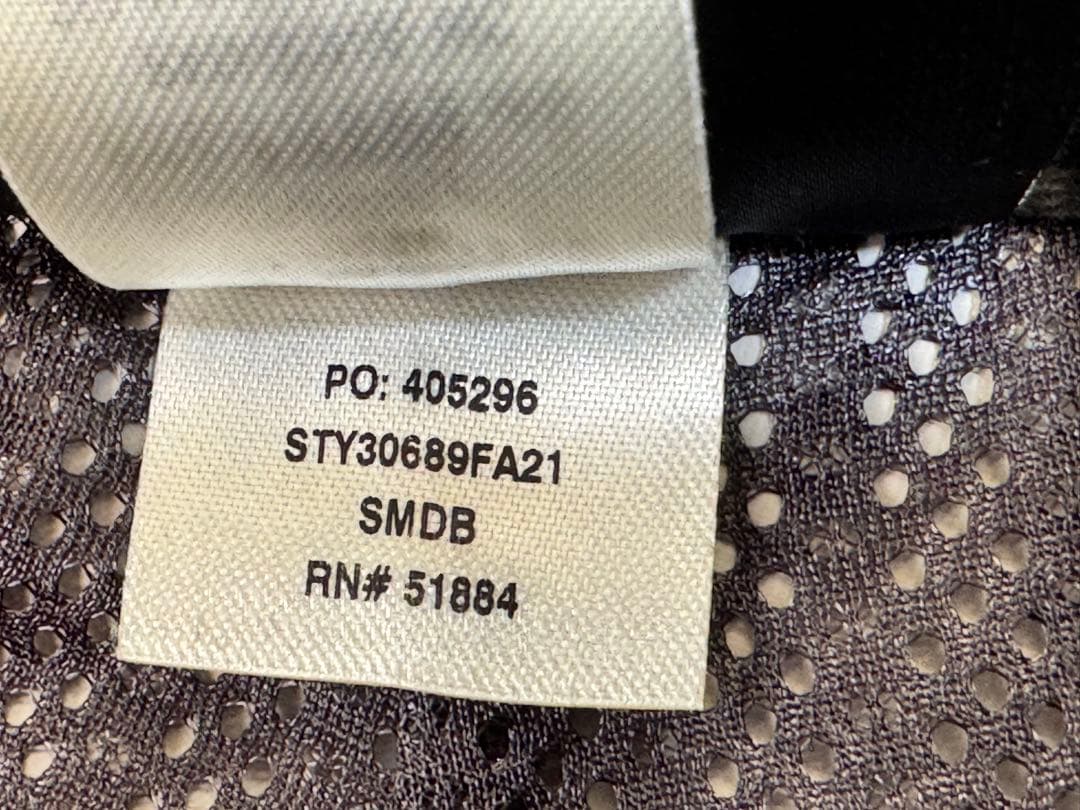 PO: 405296
STY30689FA21
SMDB
RN# 51884